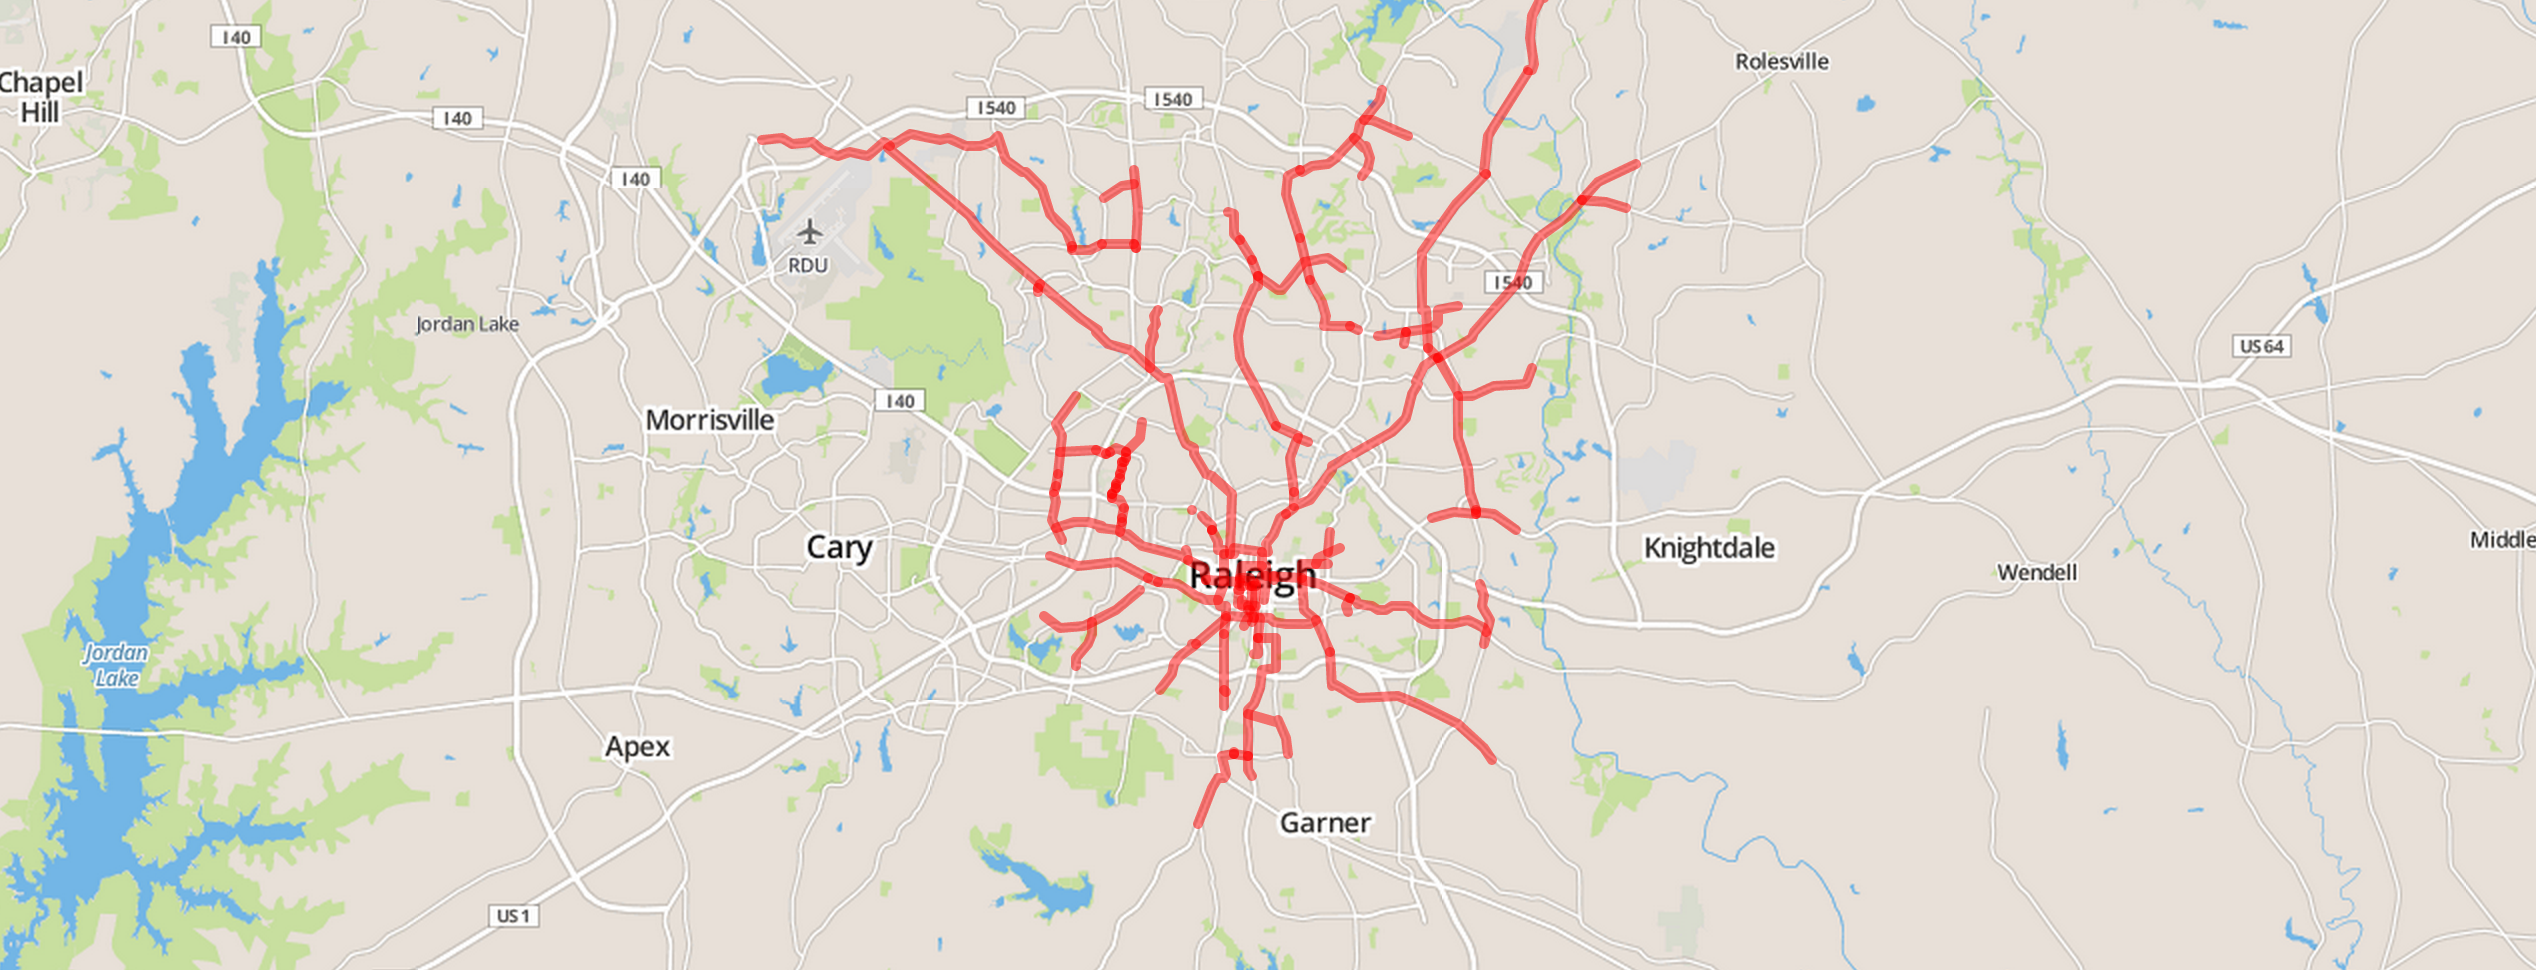 I 40
Chapel
Hill
I 40
I 540
I 540
Rolesville
I 40
RDU
I 540
Jordan Lake
US 64
I 40
Morrisville
Cary
Raleigh
Knightdale
Middle
Wendell
Jordan
Lake
Apex
Garner
US 1